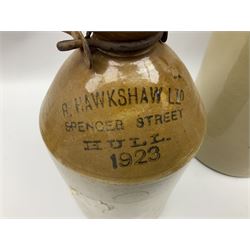 R. HAWKSHAW LTD
SPENCER STREET
HULL.
1923